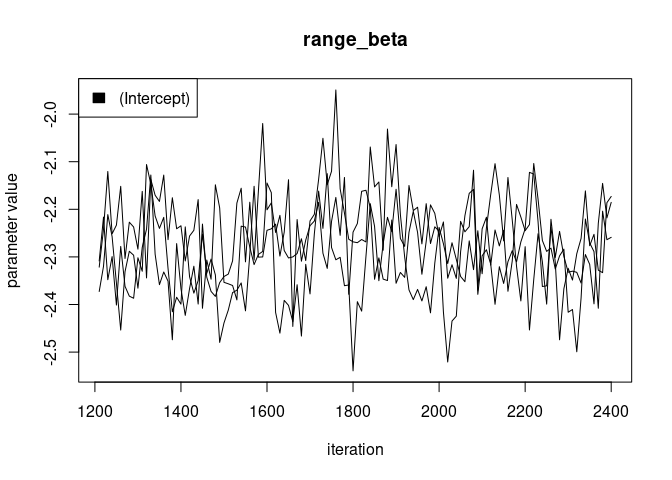 range_beta
(Intercept)
parameter value
-2.0
-2.1
-2.2
-2.3
-2.4
-2.5
1200 1400 1600 1800 2000 2200 2400
iteration